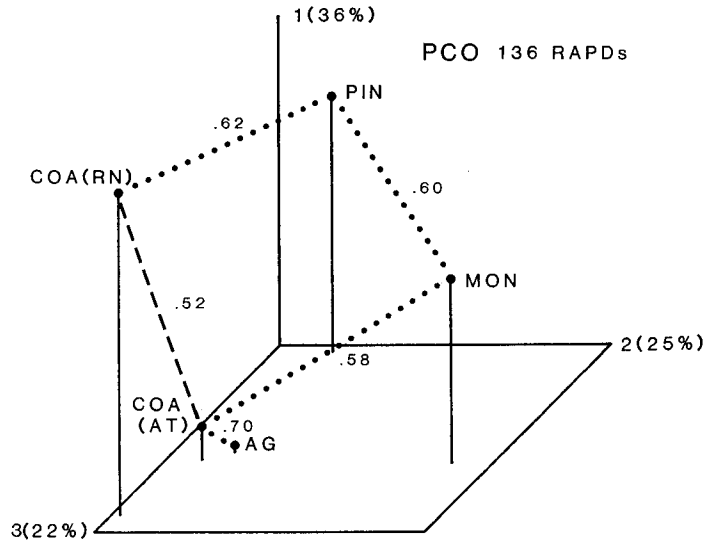 1(36%)
PCO 136 RAPDs
PIN
.62
COA(RN)
.60
MON
.52
2(25%)
.58
COA
(AT)
.70
AG
3(22%)